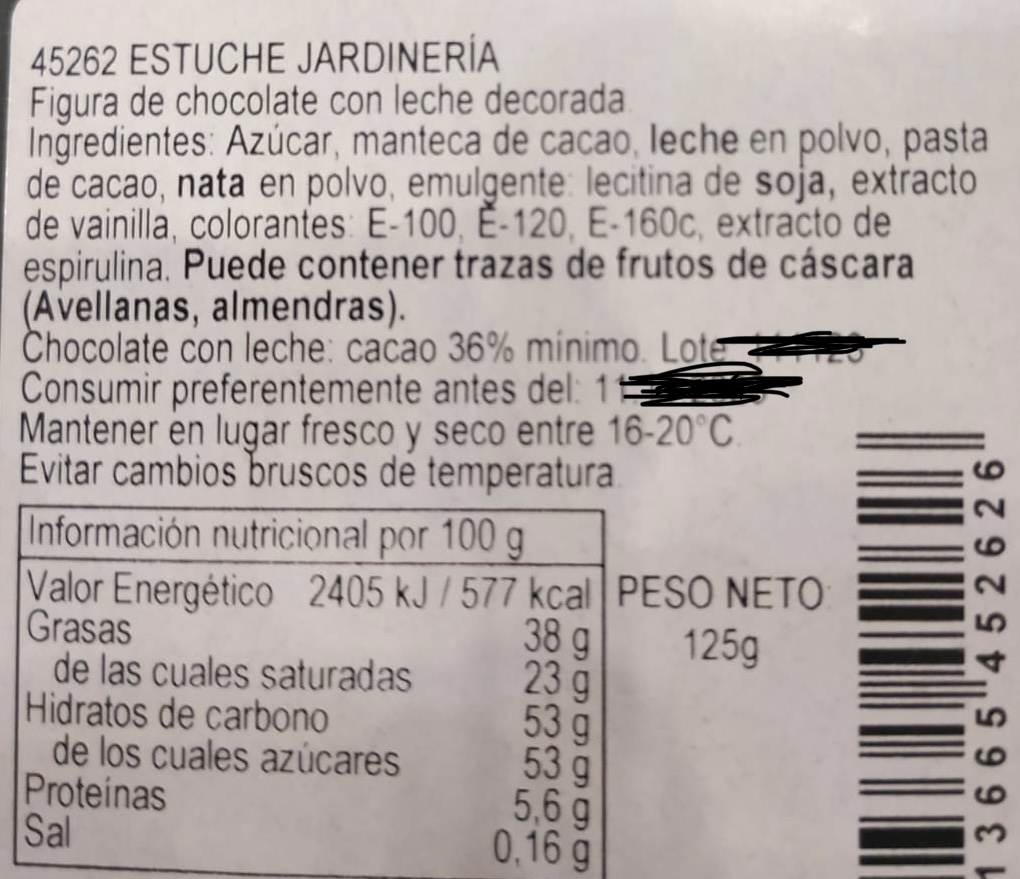 45262 ESTUCHE JARDINERÍA
Figura de chocolate con leche decorada
Ingredientes: Azúcar, manteca de cacao, leche en polvo, pasta
de cacao, nata en polvo, emulgente: lecitina de soja, extracto
de vainilla, colorantes: E-100, E-120, E-160c, extracto de
espirulina. Puede contener trazas de frutos de cáscara
(Avellanas, almendras).
Chocolate con leche: cacao 36% mínimo. Lote
Consumir preferentemente antes del: 11
Mantener en lugar fresco y seco entre 16-20°C.
Evitar cambios bruscos de temperatura
Información nutricional por 100 g
Valor Energético 2405 kJ / 577 kcal
Grasas 38 g
de las cuales saturadas 23 g
Hidratos de carbono 53 g
de los cuales azúcares 53 g
Proteínas 5,6 g
Sal 0,16 g
PESO NETO:
125g
13665452626